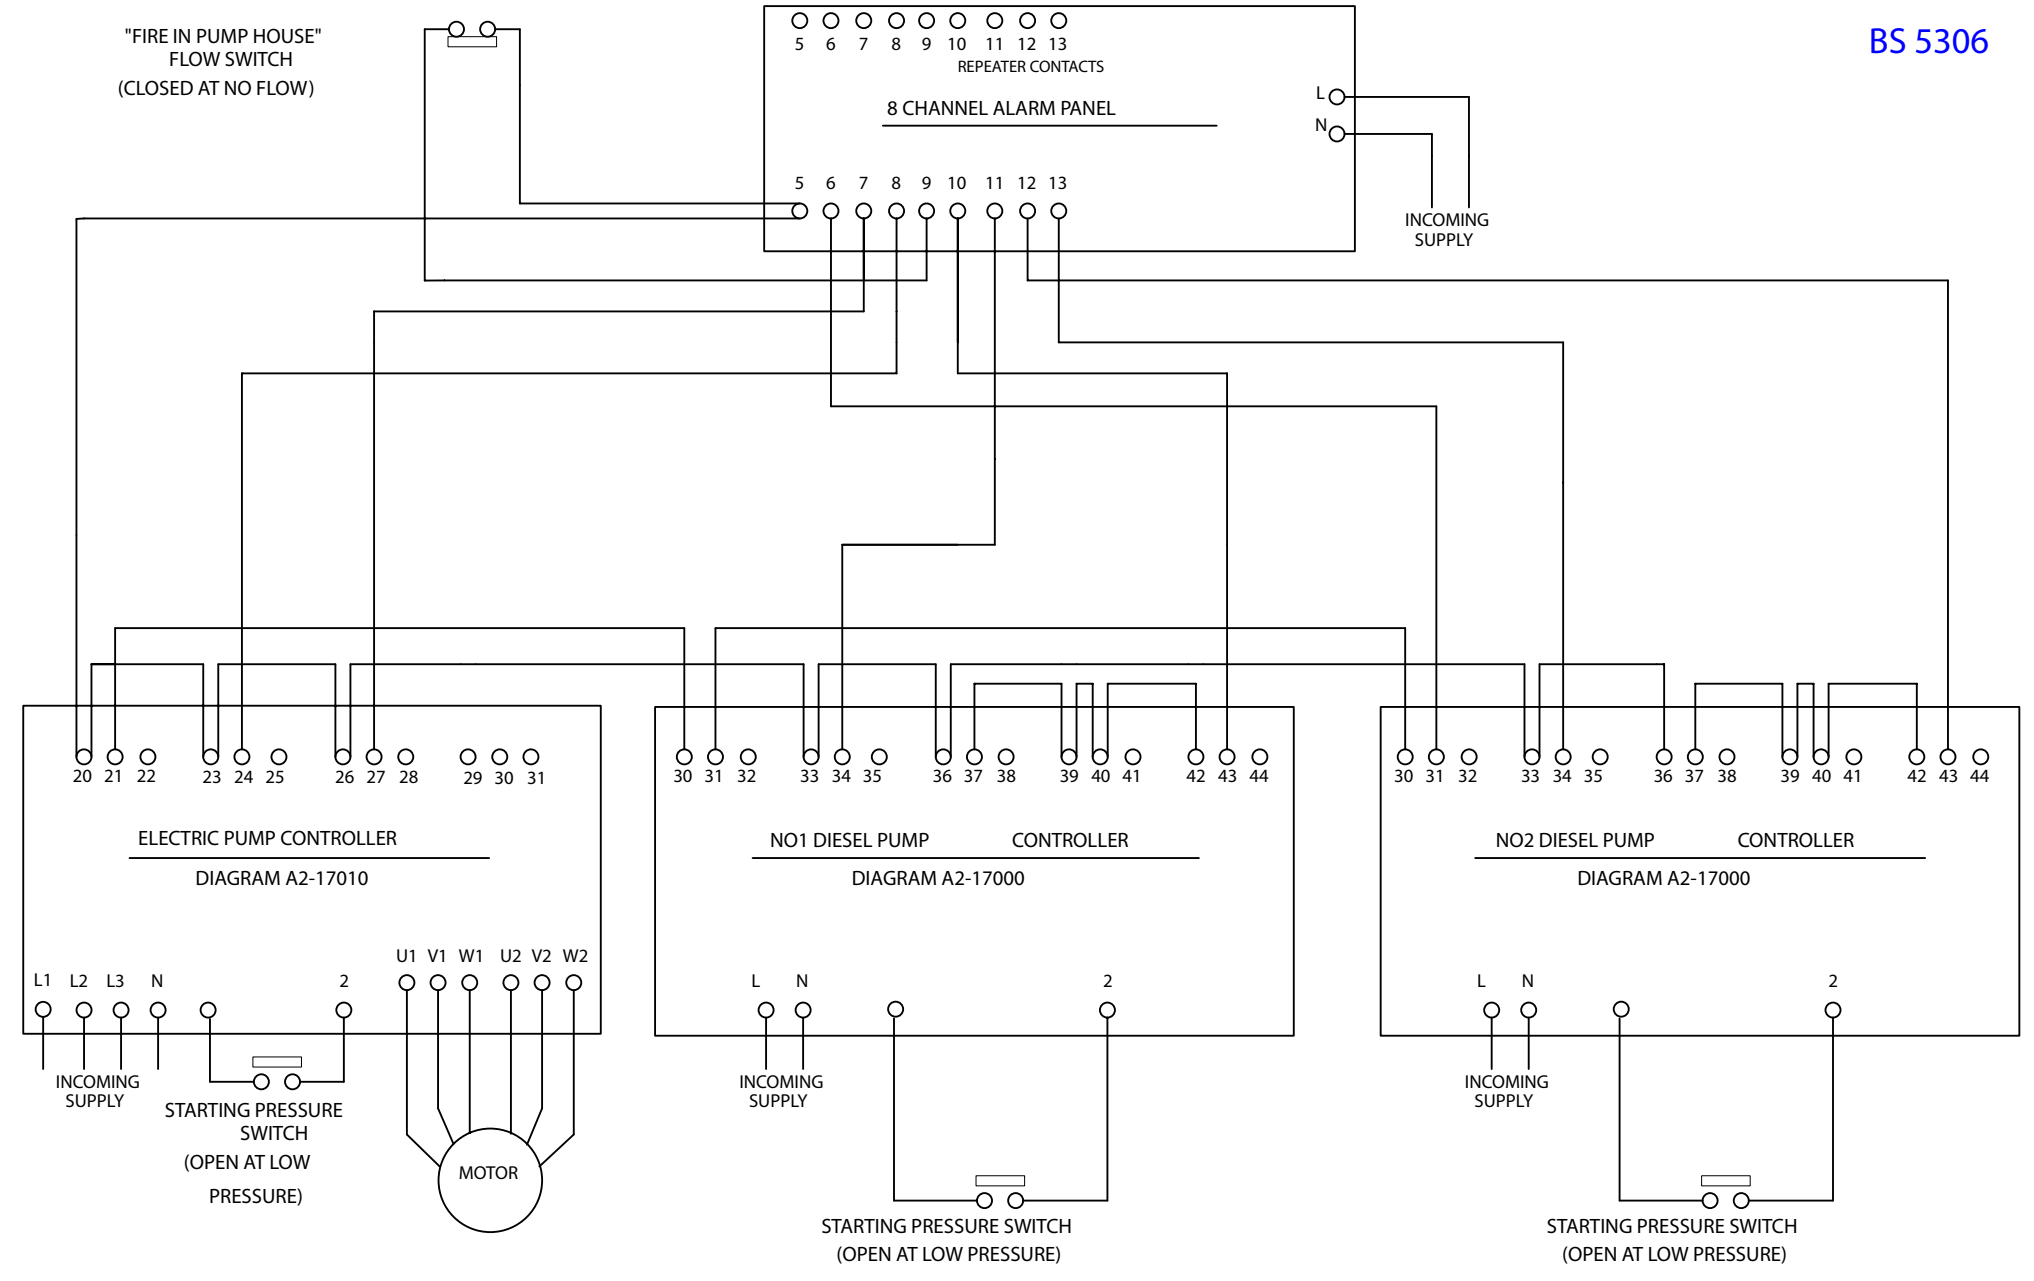 "FIRE IN PUMP HOUSE"
FLOW SWITCH
(CLOSED AT NO FLOW)
5 6 7 8 9 10 11 12 13
REPEATER CONTACTS
8 CHANNEL ALARM PANEL
L
N
5 6 7 8 9 10 11 12 13
INCOMING
SUPPLY
BS 5306
20 21 22 23 24 25 26 27 28 29 30 31
ELECTRIC PUMP CONTROLLER
DIAGRAM A2-17010
U1 V1 W1 U2 V2 W2
L1 L2 L3 N 2
INCOMING
SUPPLY
STARTING PRESSURE
SWITCH
(OPEN AT LOW
PRESSURE)
MOTOR
30 31 32 33 34 35 36 37 38 39 40 41 42 43 44
NO1 DIESEL PUMP CONTROLLER
DIAGRAM A2-17000
L N 2
INCOMING
SUPPLY
STARTING PRESSURE SWITCH
(OPEN AT LOW PRESSURE)
30 31 32 33 34 35 36 37 38 39 40 41 42 43 44
NO2 DIESEL PUMP CONTROLLER
DIAGRAM A2-17000
L N 2
INCOMING
SUPPLY
STARTING PRESSURE SWITCH
(OPEN AT LOW PRESSURE)